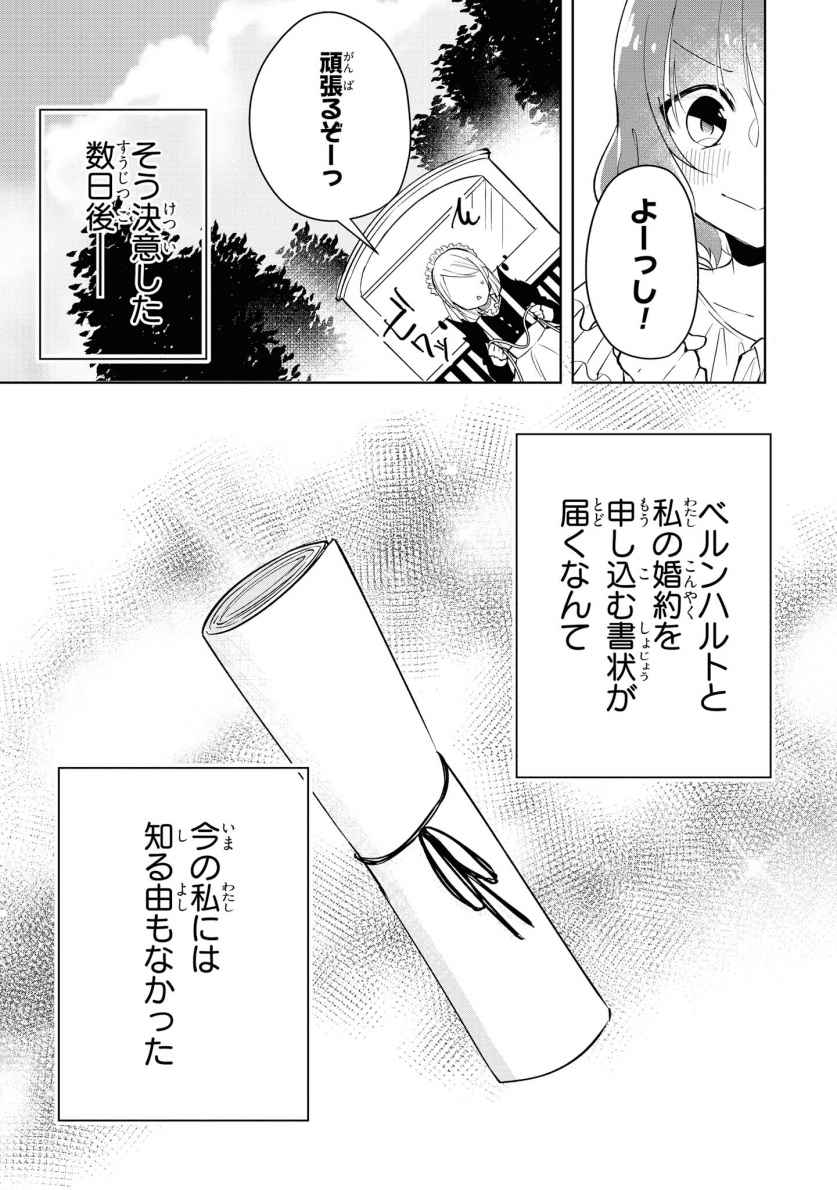 よーっし!
頑張るぞーっ
そう決意した
数日後――
ベルンハルトと
私の婚約を
申し込む書状が
届くなんて
今の私には
知る由もなかった